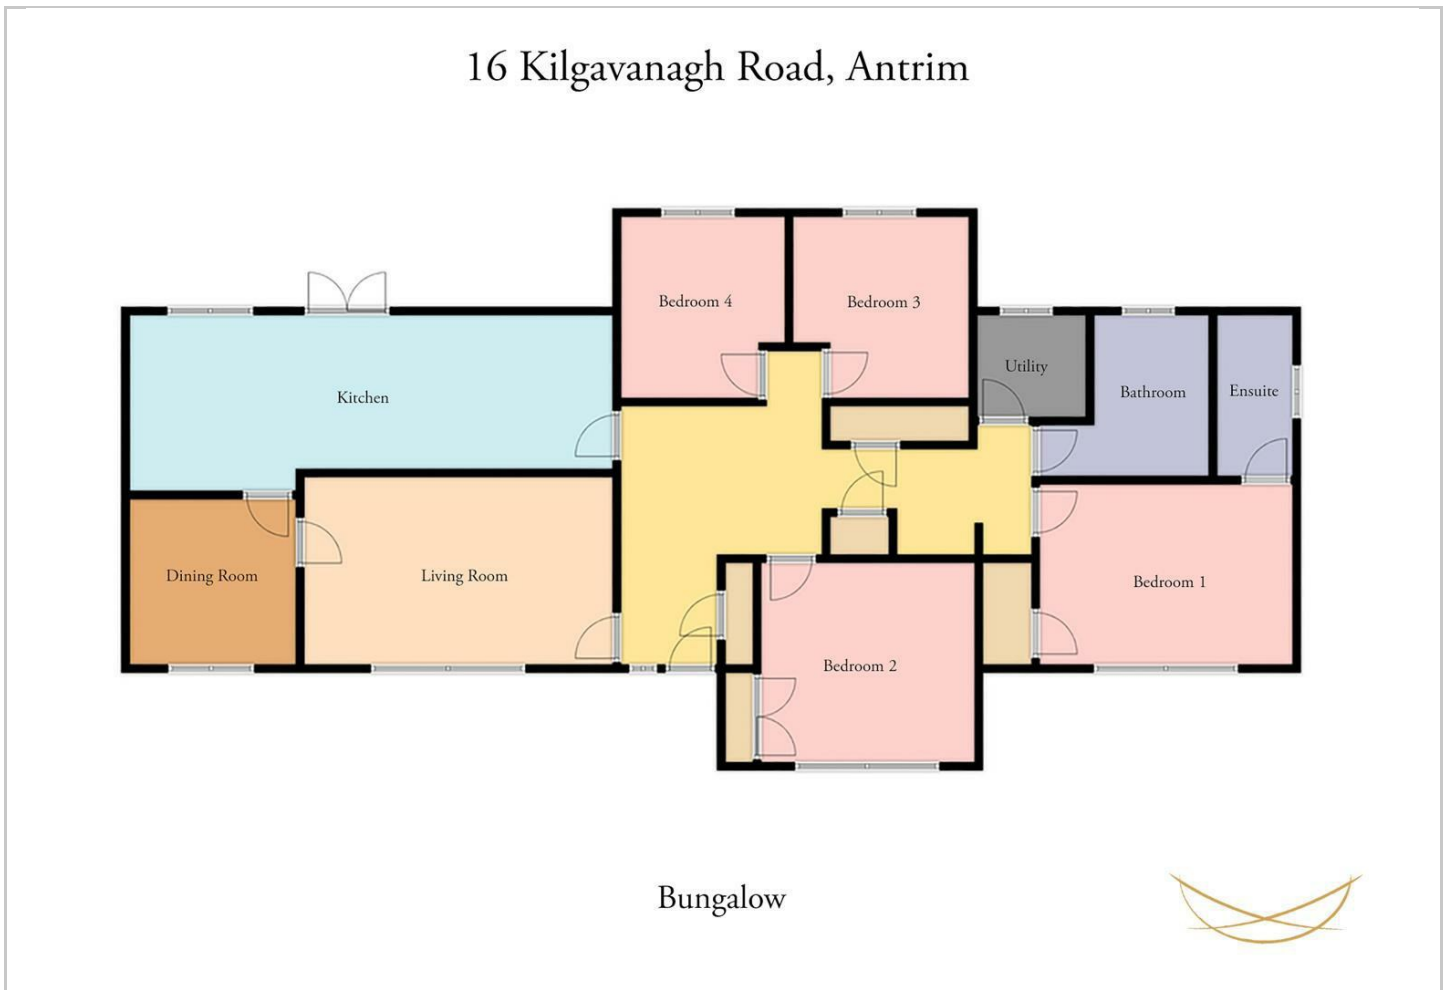 16 Kilgavanagh Road, Antrim
Bedroom 4
Bedroom 3
Kitchen
Utility
Bathroom
Ensuite
Dining Room
Living Room
Bedroom 1
Bedroom 2
Bungalow